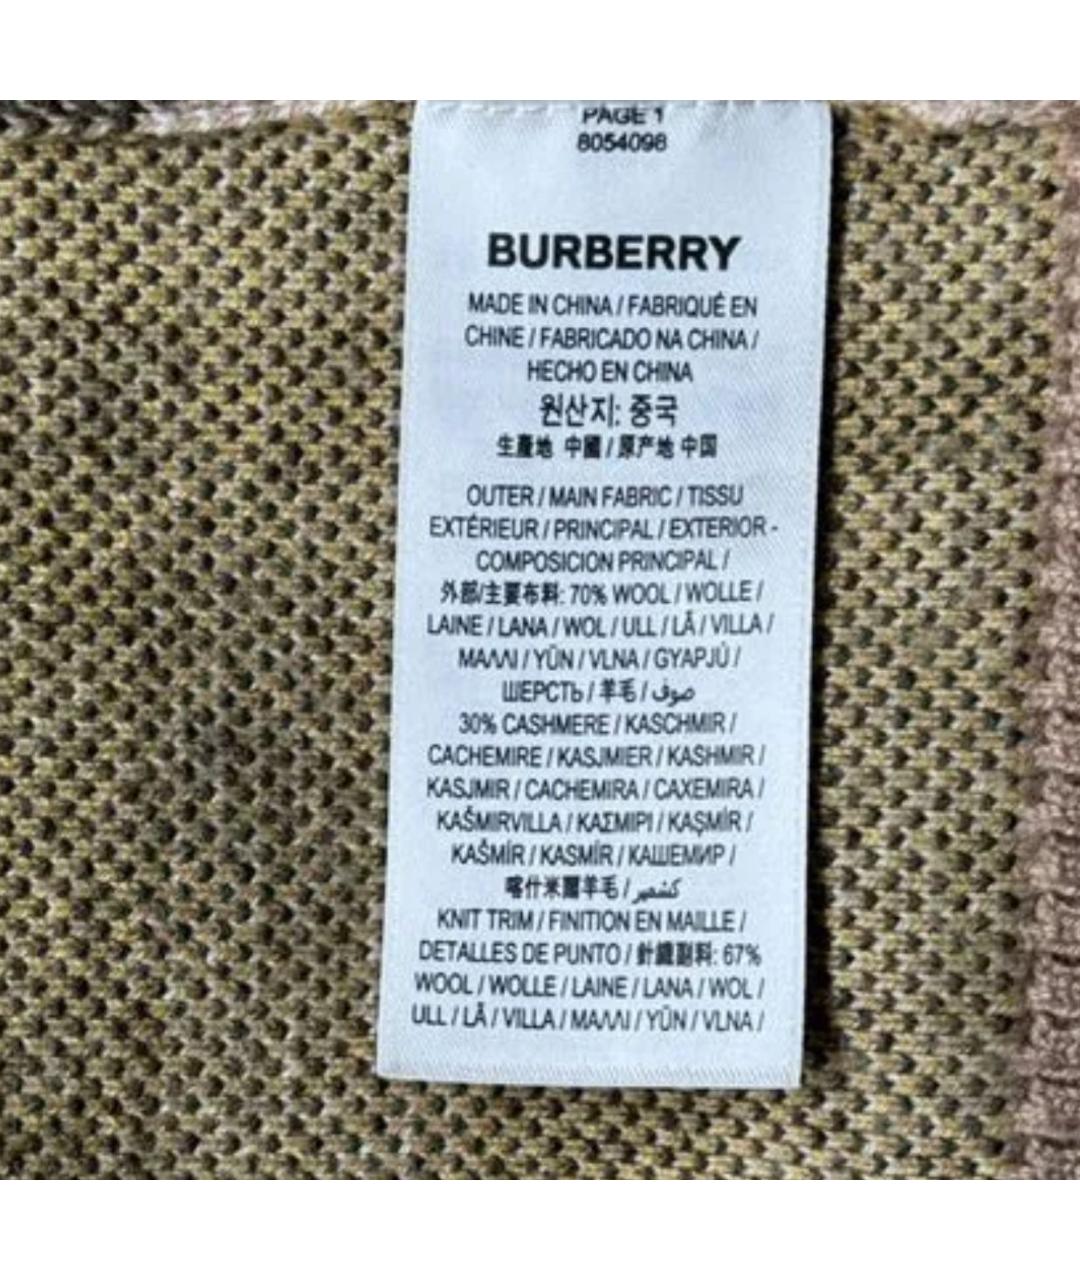 PAGE 1
8054098
BURBERRY
MADE IN CHINA / FABRIQUÉ EN
CHINE / FABRICADO NA CHINA /
HECHO EN CHINA
원산지: 중국
生產地 中國 / 原产地 中国
OUTER / MAIN FABRIC / TISSU
EXTÉRIEUR / PRINCIPAL / EXTERIOR -
COMPOSICION PRINCIPAL /
外部/主要布料: 70% WOOL / WOLLE /
LAINE / LANA / WOL / ULL / LÃ / VILLA /
ΜΑΛΛΙ / YÜN / VLNA / GYAPJÚ /
ШЕРСТЬ / 羊毛 / صوف
30% CASHMERE / KASCHMIR /
CACHEMIRE / KASJMIER / KASHMIR /
KASJMIR / CACHEMIRA / CAXEMIRA /
KAŠMIRVILLA / ΚΑΣΜΙΡΙ / KAŞMİR /
KAŠMÍR / KASMÍR / КАШЕМИР /
喀什米爾羊毛 / كشمير
KNIT TRIM / FINITION EN MAILLE /
DETALLES DE PUNTO / 針織副料: 67%
WOOL / WOLLE / LAINE / LANA / WOL /
ULL / LÃ / VILLA / ΜΑΛΛΙ / YÜN / VLNA /